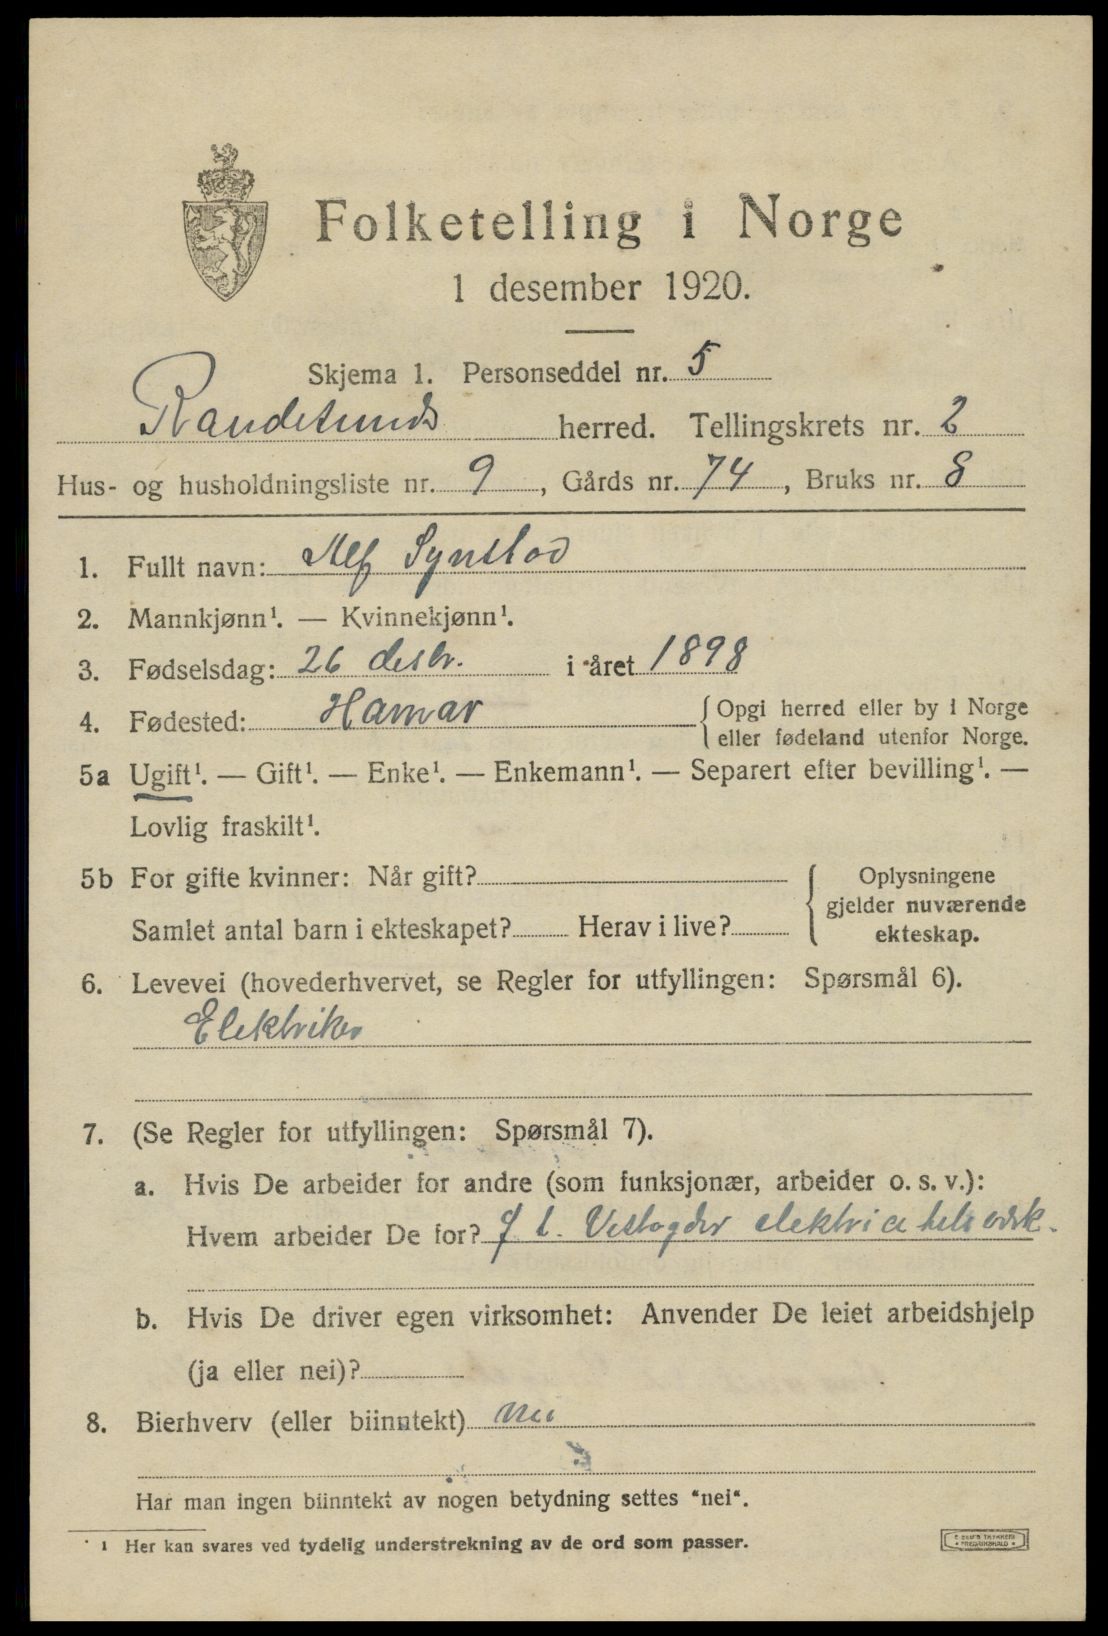 Folketelling i Norge
1 desember 1920.
Skjema 1. Personseddel nr. 5
Randesunds herred. Tellingskrets nr. 2
Hus- og husholdningsliste nr. 9, Gårds nr. 74, Bruks nr. 8
1. Fullt navn: Alf Synstad
2. Mannkjønn¹. — Kvinnekjønn¹.
3. Fødselsdag: 26 desbr. i året 1898
4. Fødested: Hamar {Opgi herred eller by i Norge
eller fødeland utenfor Norge.
5a Ugift¹. — Gift¹. — Enke¹. — Enkemann¹. — Separert efter bevilling¹. —
Lovlig fraskilt¹.
5b For gifte kvinner: Når gift? { Oplysningene
gjelder nuværende
Samlet antal barn i ekteskapet? Herav i live? ekteskap.
6. Levevei (hovederhvervet, se Regler for utfyllingen: Spørsmål 6).
Elektriker
7. (Se Regler for utfyllingen: Spørsmål 7).
a. Hvis De arbeider for andre (som funksjonær, arbeider o. s. v.):
Hvem arbeider De for? Vestagder elektricitetsverk.
b. Hvis De driver egen virksomhet: Anvender De leiet arbeidshjelp
(ja eller nei)?
8. Bierhverv (eller biinntekt) nei
Har man ingen biinntekt av nogen betydning settes "nei".
¹ Her kan svares ved tydelig understrekning av de ord som passer.